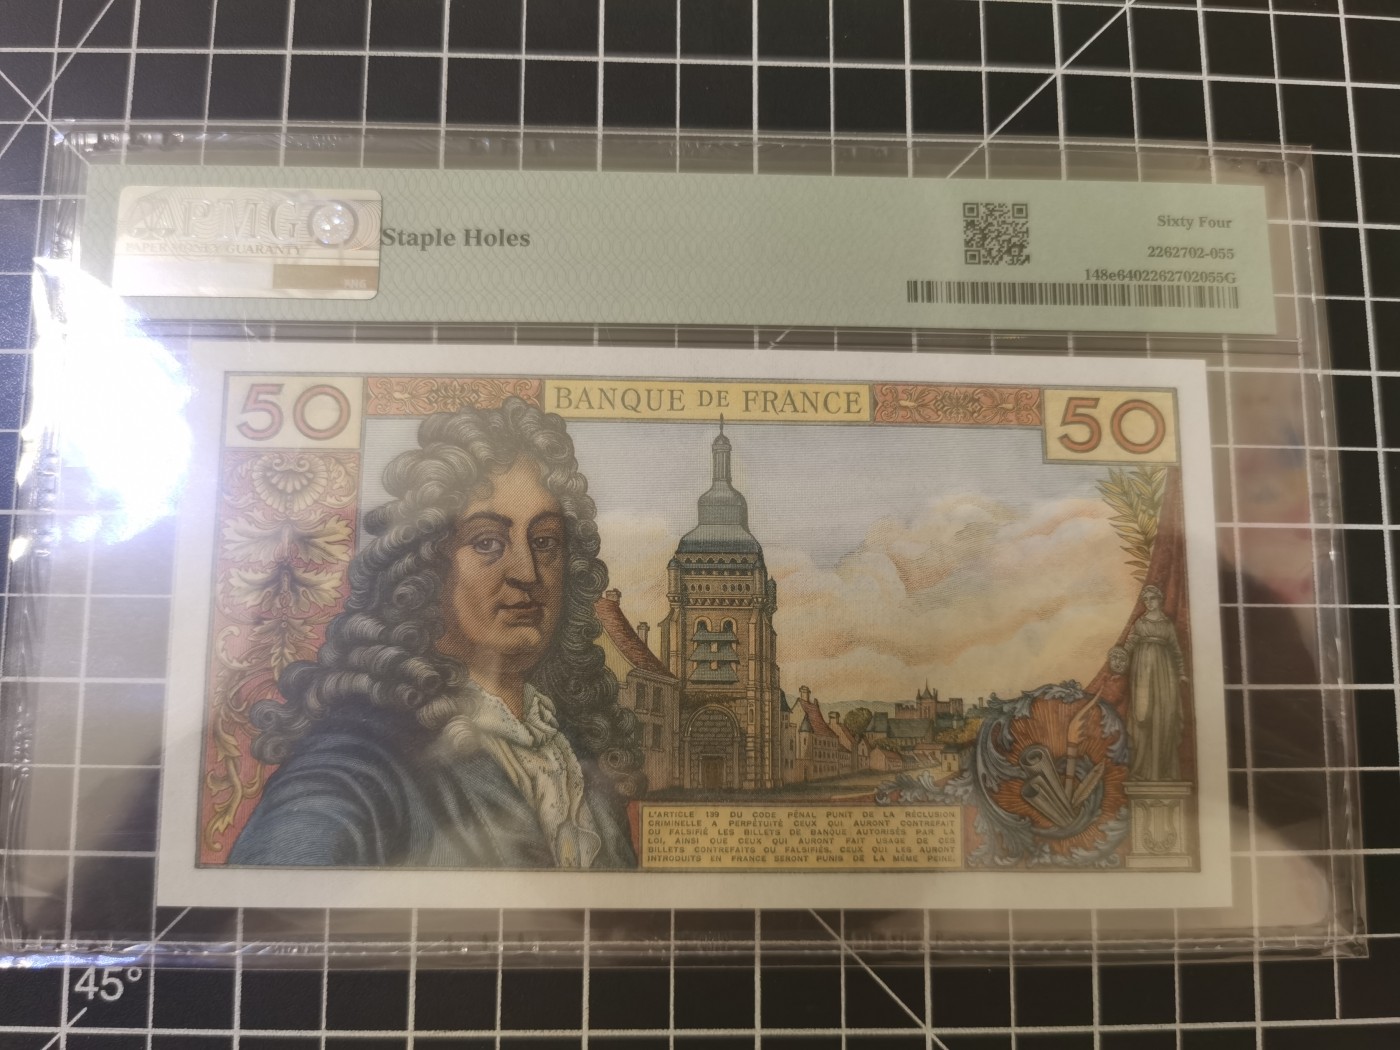 PMG
PAPER MONEY GUARANTY
Staple Holes
Sixty Four
2262702-055
148e6402262702055G
50
BANQUE DE FRANCE
50
L'ARTICLE 139 DU CODE PÉNAL PUNIT DE LA RÉCLUSION
CRIMINELLE A PERPÉTUITÉ CEUX QUI AURONT CONTREFAIT
OU FALSIFIÉ LES BILLETS DE BANQUE AUTORISÉS PAR LA
LOI, AINSI QUE CEUX QUI AURONT FAIT USAGE DE CES
BILLETS CONTREFAITS OU FALSIFIÉS. CEUX QUI LES AURONT
INTRODUITS EN FRANCE SERONT PUNIS DE LA MÊME PEINE.
45°